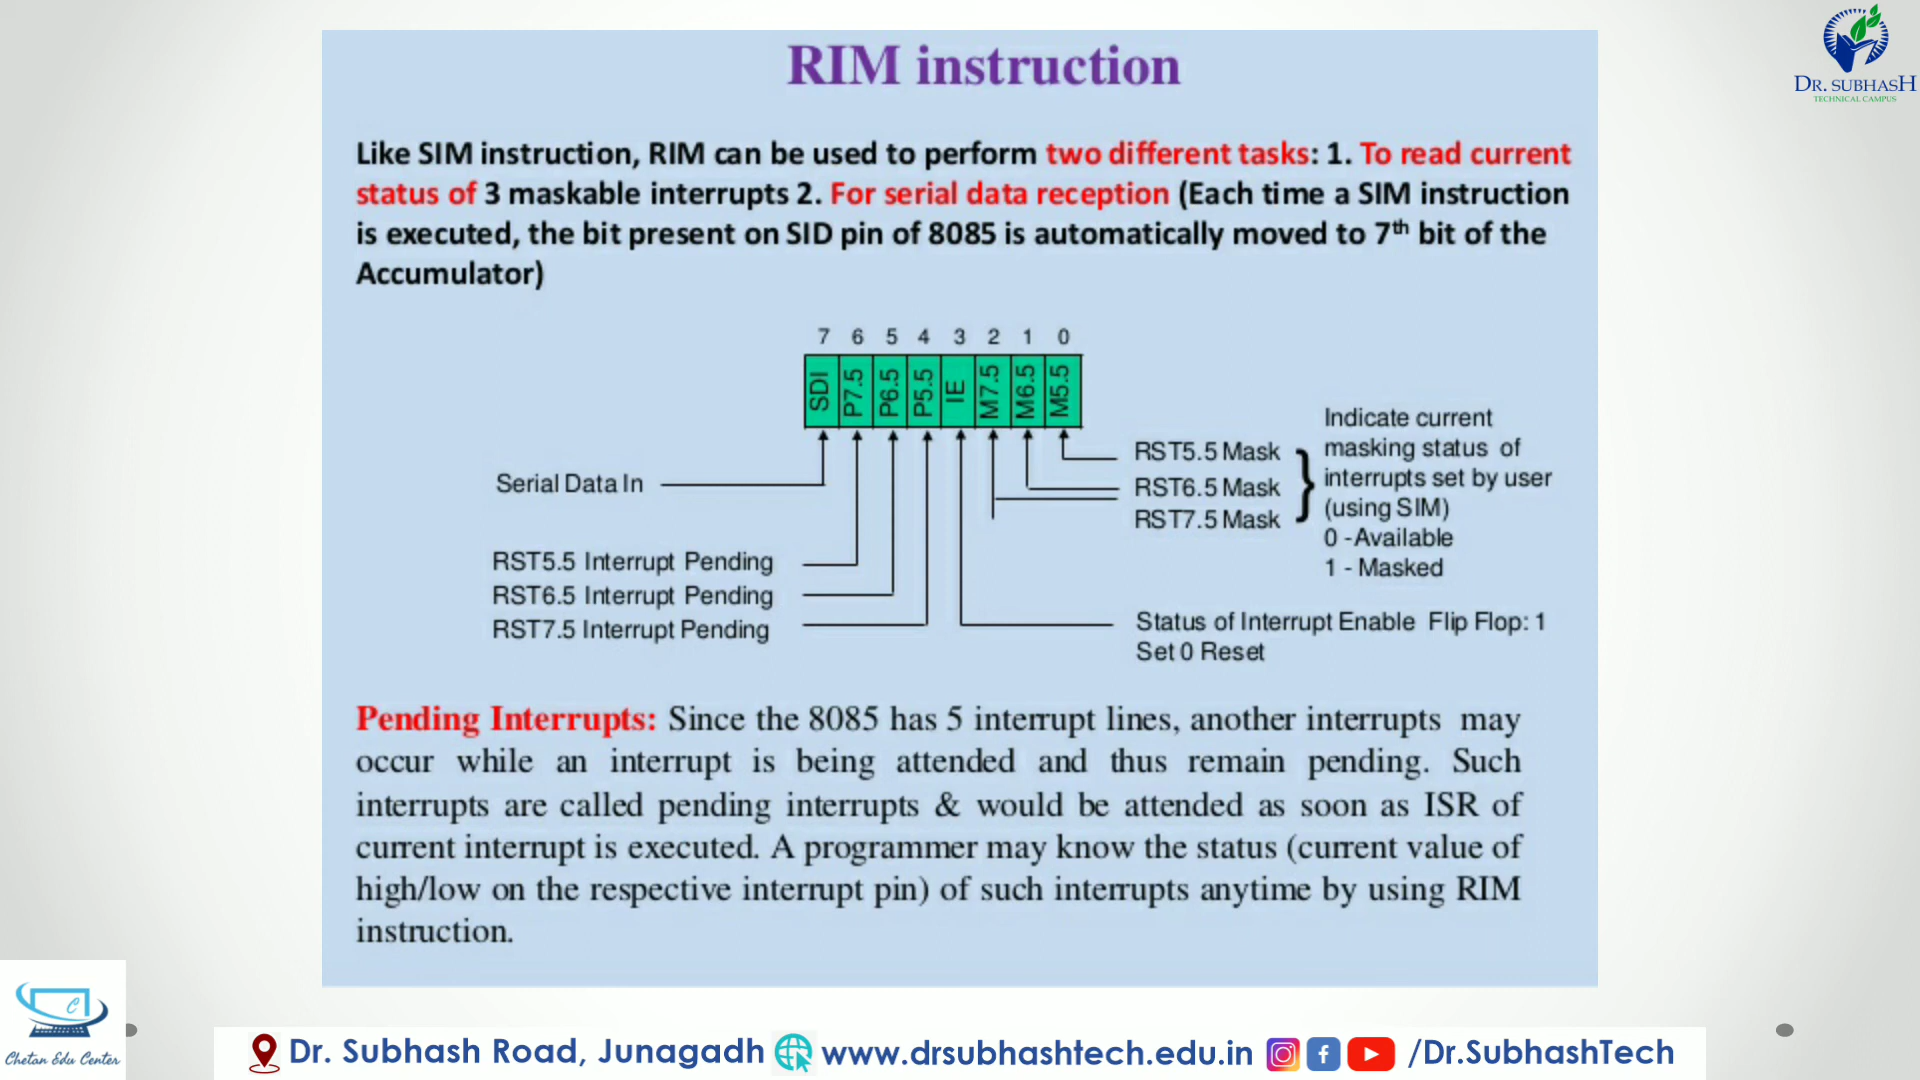 RIM instruction
DR. SUBHASH
TECHNICAL CAMPUS
Like SIM instruction, RIM can be used to perform two different tasks: 1. To read current
status of 3 maskable interrupts 2. For serial data reception (Each time a SIM instruction
is executed, the bit present on SID pin of 8085 is automatically moved to 7th bit of the
Accumulator)
7 6 5 4 3 2 1 0
SDI P7.5 P6.5 P5.5 IE M7.5 M6.5 M5.5
Serial Data In
RST5.5 Interrupt Pending
RST6.5 Interrupt Pending
RST7.5 Interrupt Pending
RST5.5 Mask
RST6.5 Mask
RST7.5 Mask
Indicate current
masking status of
interrupts set by user
(using SIM)
0 - Available
1 - Masked
Status of Interrupt Enable Flip Flop: 1
Set 0 Reset
Pending Interrupts: Since the 8085 has 5 interrupt lines, another interrupts may
occur while an interrupt is being attended and thus remain pending. Such
interrupts are called pending interrupts & would be attended as soon as ISR of
current interrupt is executed. A programmer may know the status (current value of
high/low on the respective interrupt pin) of such interrupts anytime by using RIM
instruction.
C
Chetan Edu Center
Dr. Subhash Road, Junagadh www.drsubhashtech.edu.in f /Dr.SubhashTech